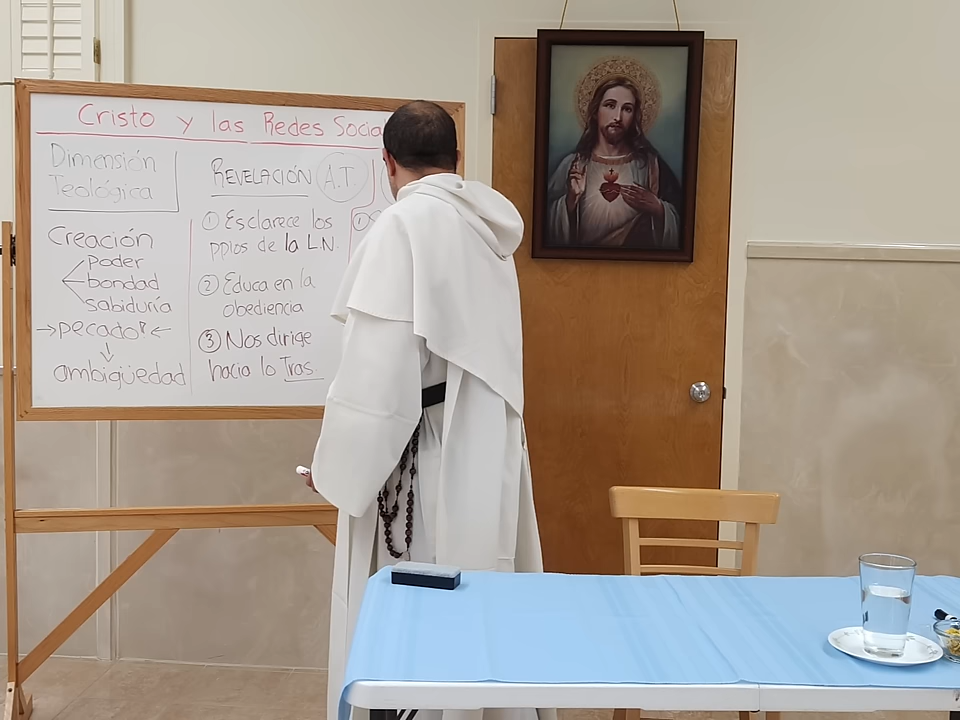 Cristo y las Redes Socia
Dimensión
Teológica
Creación
poder
bondad
sabiduría
→pecado←
ambigüedad
REVELACIÓN A.T.
① Esclarece los
pplos de la L.N.
② Educa en la
obediencia
③ Nos dirige
hacia lo Tras.
①